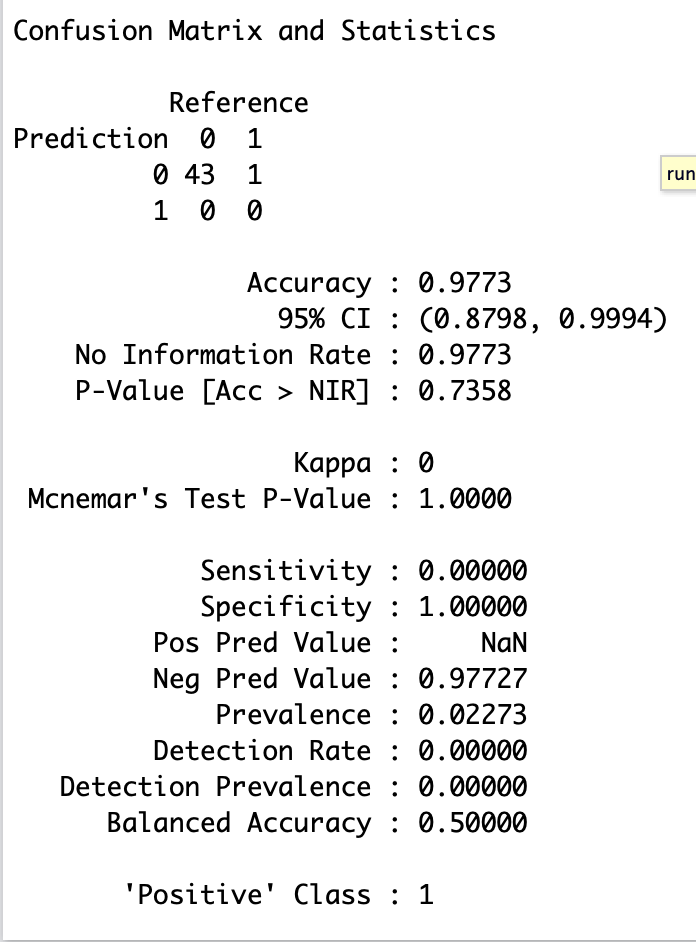 Confusion Matrix and Statistics
Reference
Prediction 0 1
0 43 1
1 0 0
run
Accuracy : 0.9773
95% CI : (0.8798, 0.9994)
No Information Rate : 0.9773
P-Value [Acc > NIR] : 0.7358
Kappa : 0
Mcnemar's Test P-Value : 1.0000
Sensitivity : 0.00000
Specificity : 1.00000
Pos Pred Value : NaN
Neg Pred Value : 0.97727
Prevalence : 0.02273
Detection Rate : 0.00000
Detection Prevalence : 0.00000
Balanced Accuracy : 0.50000
'Positive' Class : 1